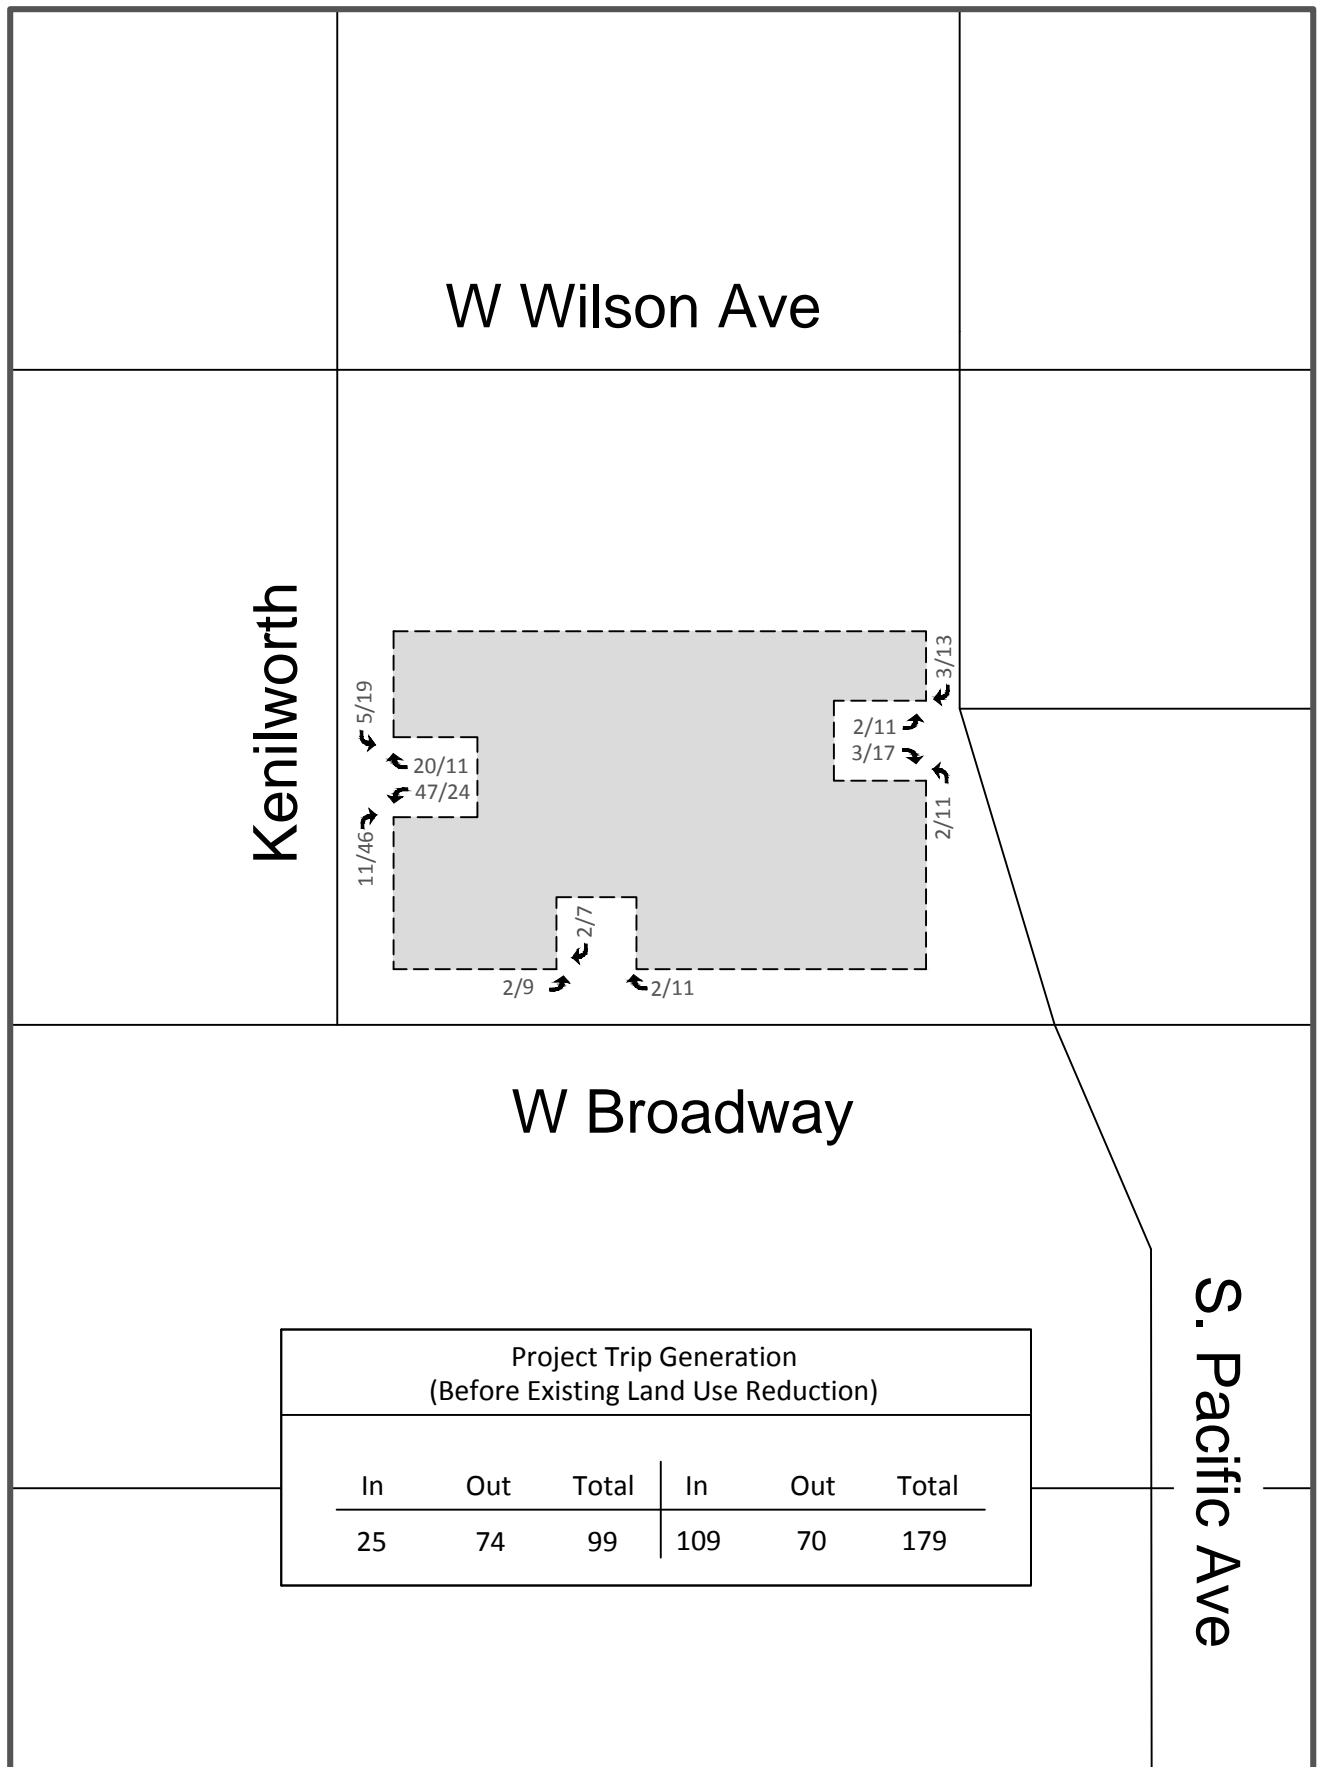 W Wilson Ave
Kenilworth
3/13
5/19
2/11
3/17
20/11
47/24
2/11
11/46
2/7
2/9
2/11
W Broadway
S. Pacific Ave
Project Trip Generation
(Before Existing Land Use Reduction)
In Out Total In Out Total
25 74 99 109 70 179